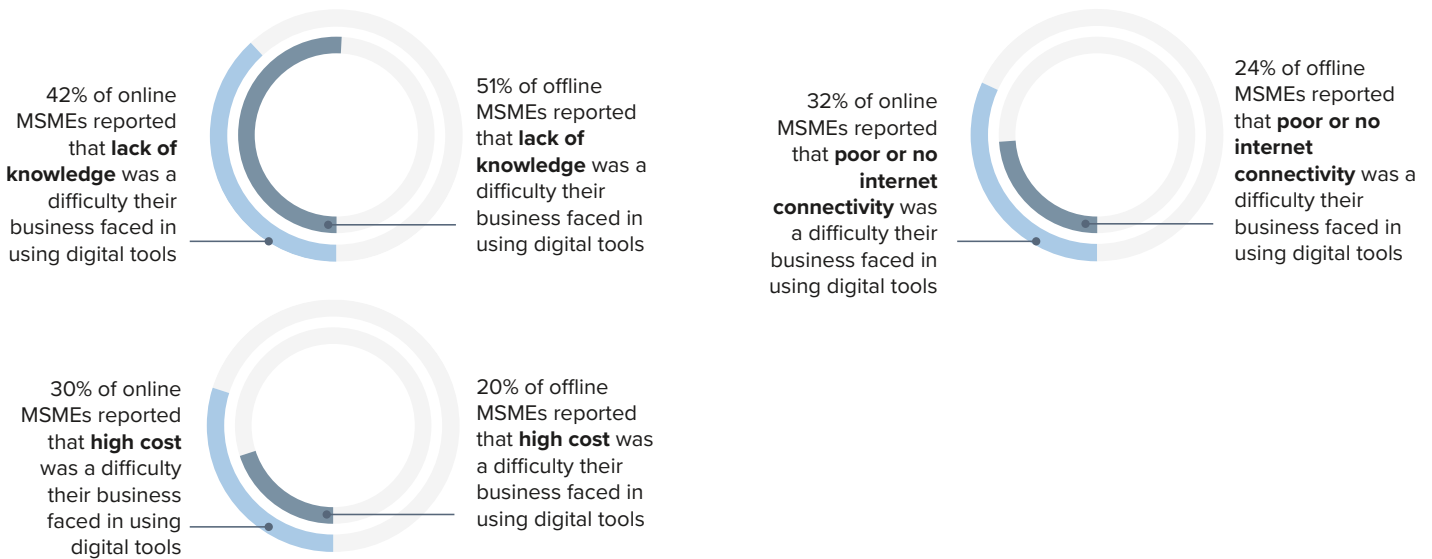 42% of online
MSMEs reported
that lack of
knowledge was a
difficulty their
business faced in
using digital tools
51% of offline
MSMEs reported
that lack of
knowledge was a
difficulty their
business faced in
using digital tools
32% of online
MSMEs reported
that poor or no
internet
connectivity was
a difficulty their
business faced in
using digital tools
24% of offline
MSMEs reported
that poor or no
internet
connectivity was a
difficulty their
business faced in
using digital tools
30% of online
MSMEs reported
that high cost
was a difficulty
their business
faced in using
digital tools
20% of offline
MSMEs reported
that high cost was
a difficulty their
business faced in
using digital tools